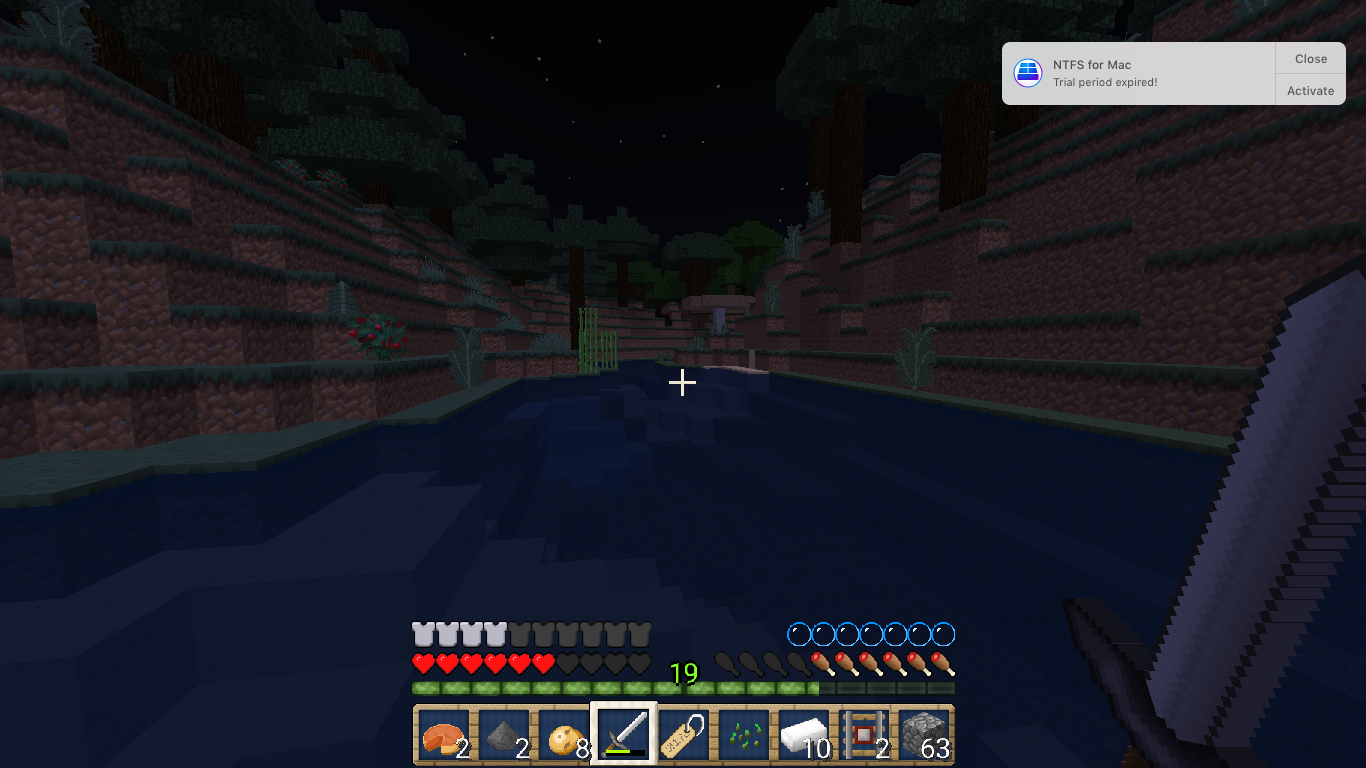 NTFS for Mac
Trial period expired!
Close
Activate
19
2
2
8
10
2
63